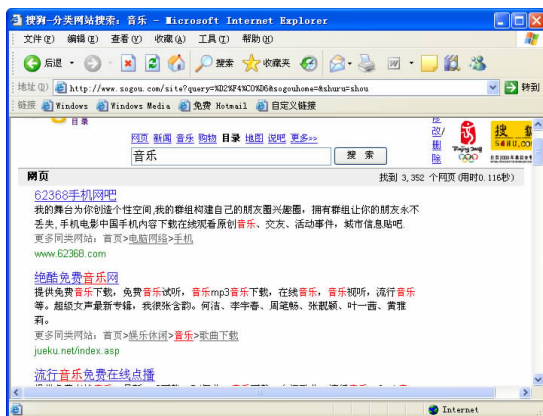 搜狗-分类网站搜索: 音乐 - Microsoft Internet Explorer
文件(F) 编辑(E) 查看(V) 收藏(A) 工具(T) 帮助(H)
后退 搜索 收藏夹
地址(D) http://www.sogou.com/site?query=%D2%F4%C0%D6&sogouhome=&shuru=shou 转到
链接 Windows Windows Media 免费 Hotmail 自定义链接
目录
网页 新闻 音乐 购物 目录 地图 说吧 更多>>
改/删除
音乐 搜 索
搜
SOHU.CO
网页 找到 3,352 个网页(用时0.116秒)
62368手机网吧
我的舞台为你创造个性空间,我的群组构建自己的朋友圈兴趣圈，拥有群组让你的朋友永不
丢失,手机电影中国手机内容下载在线观看原创音乐、交友、活动事件，城市信息贴吧.
更多同类网站: 首页>电脑网络>手机
www.62368.com
绝酷免费音乐网
提供免费音乐下载，免费音乐试听，音乐mp3音乐下载，在线音乐，音乐视听，流行音乐
等。超级女声最新专辑，我很张含韵。何洁、李宇春、周笔畅、张靓颖、叶一茜、黄雅
莉。
更多同类网站: 首页>娱乐休闲>音乐>歌曲下载
jueku.net/index.asp
流行音乐免费在线点播
Internet